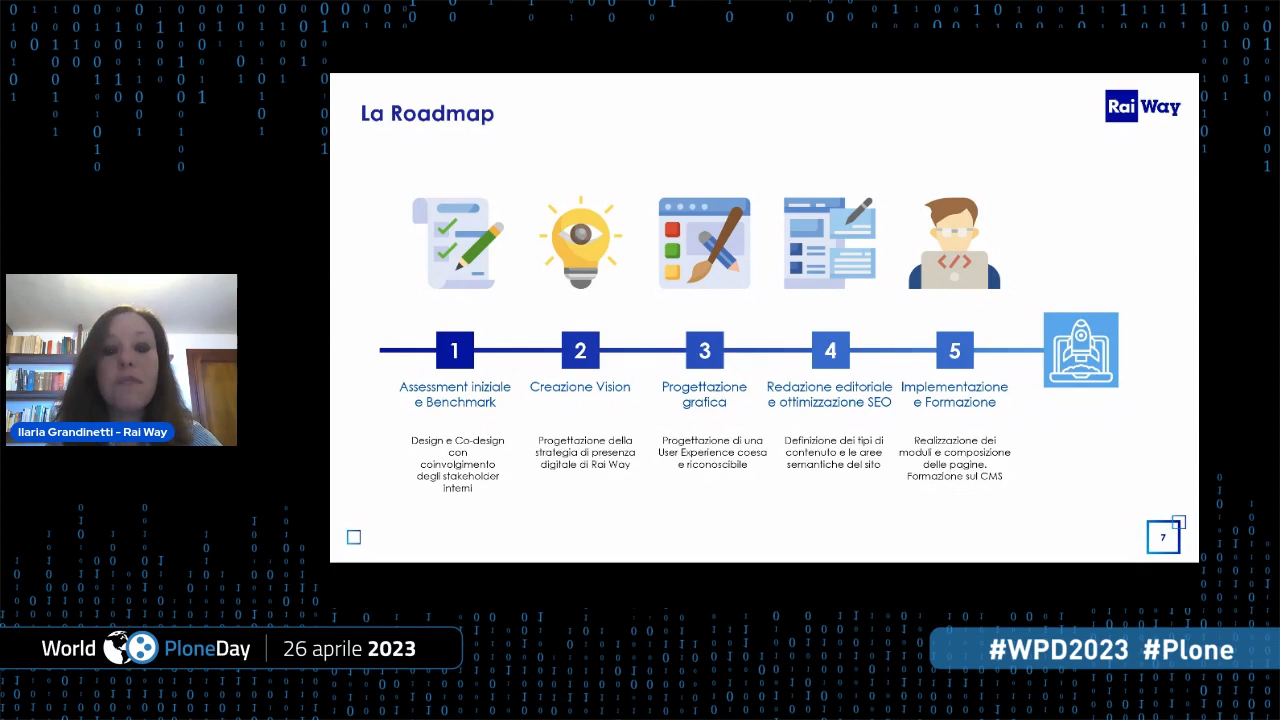 La Roadmap
Rai Way
1
2
3
4
5
Assessment iniziale
e Benchmark
Creazione Vision
Progettazione
grafica
Redazione editoriale
e ottimizzazione SEO
Implementazione
e Formazione
Design e Co-design
con
coinvolgimento
degli stakeholder
interni
Progettazione della
strategia di presenza
digitale di Rai Way
Progettazione di una
User Experience coesa
e riconoscibile
Definizione dei tipi di
contenuto e le aree
semantiche del sito
Realizzazione dei
moduli e composizione
delle pagine.
Formazione sul CMS
7
Ilaria Grandinetti - Rai Way
World PloneDay | 26 aprile 2023
#WPD2023 #Plone